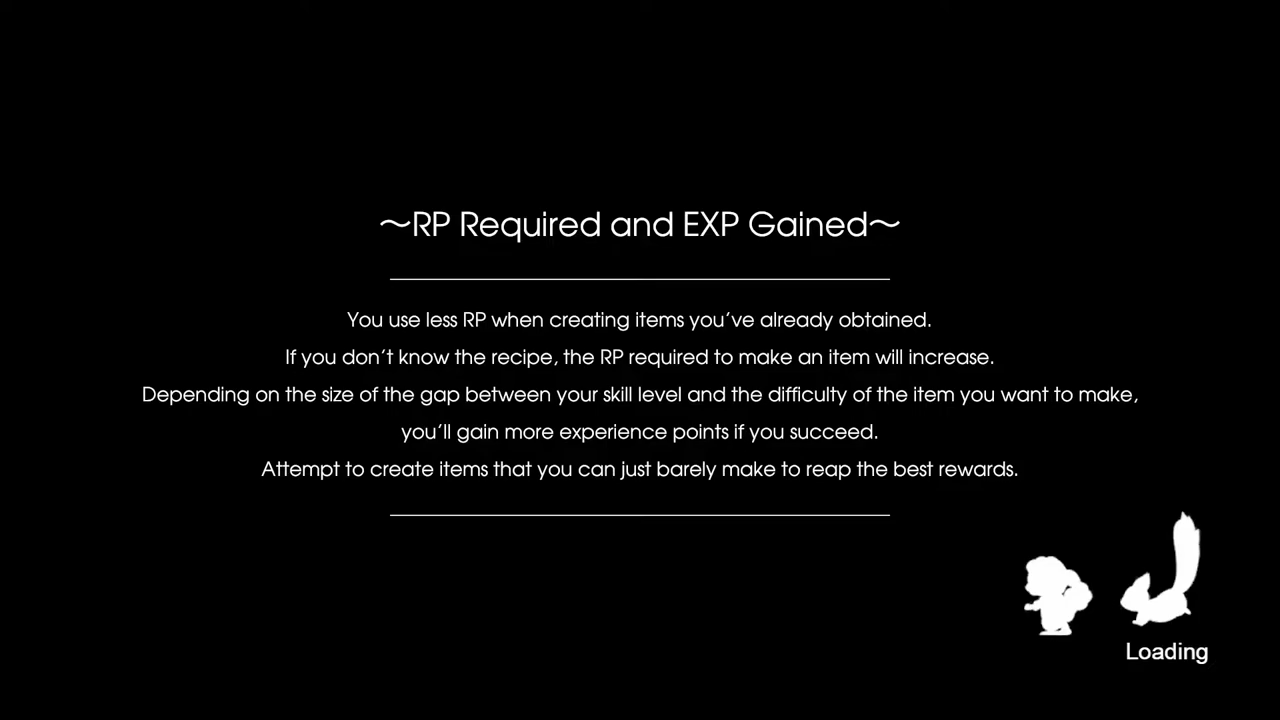 ～RP Required and EXP Gained～
You use less RP when creating items you’ve already obtained.
If you don’t know the recipe, the RP required to make an item will increase.
Depending on the size of the gap between your skill level and the difficulty of the item you want to make,
you’ll gain more experience points if you succeed.
Attempt to create items that you can just barely make to reap the best rewards.
Loading